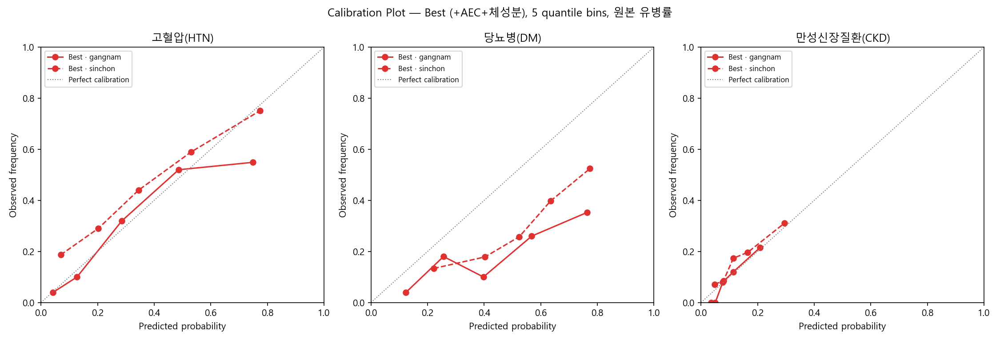 Calibration Plot — Best (+AEC+체성분), 5 quantile bins, 원본 유병률
고혈압(HTN)
Best · gangnam
Best · sinchon
Perfect calibration
Observed frequency
1.0
0.8
0.6
0.4
0.2
0.0
0.0 0.2 0.4 0.6 0.8 1.0
Predicted probability
당뇨병(DM)
Best · gangnam
Best · sinchon
Perfect calibration
Observed frequency
1.0
0.8
0.6
0.4
0.2
0.0
0.0 0.2 0.4 0.6 0.8 1.0
Predicted probability
만성신장질환(CKD)
Best · gangnam
Best · sinchon
Perfect calibration
Observed frequency
1.0
0.8
0.6
0.4
0.2
0.0
0.0 0.2 0.4 0.6 0.8 1.0
Predicted probability